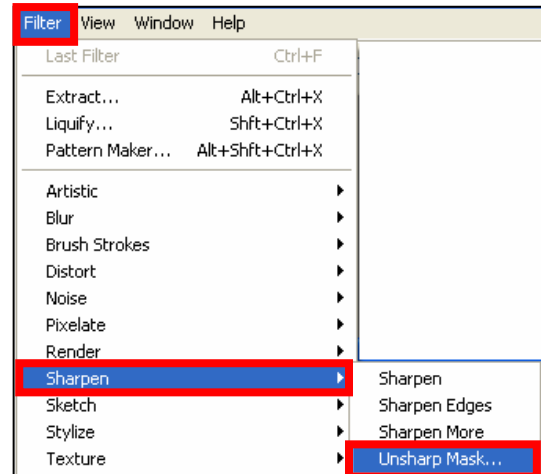 Filter View Window Help
Last Filter Ctrl+F
Extract... Alt+Ctrl+X
Liquify... Shft+Ctrl+X
Pattern Maker... Alt+Shft+Ctrl+X
Artistic
Blur
Brush Strokes
Distort
Noise
Pixelate
Render
Sharpen Sharpen
Sketch Sharpen Edges
Stylize Sharpen More
Texture Unsharp Mask...